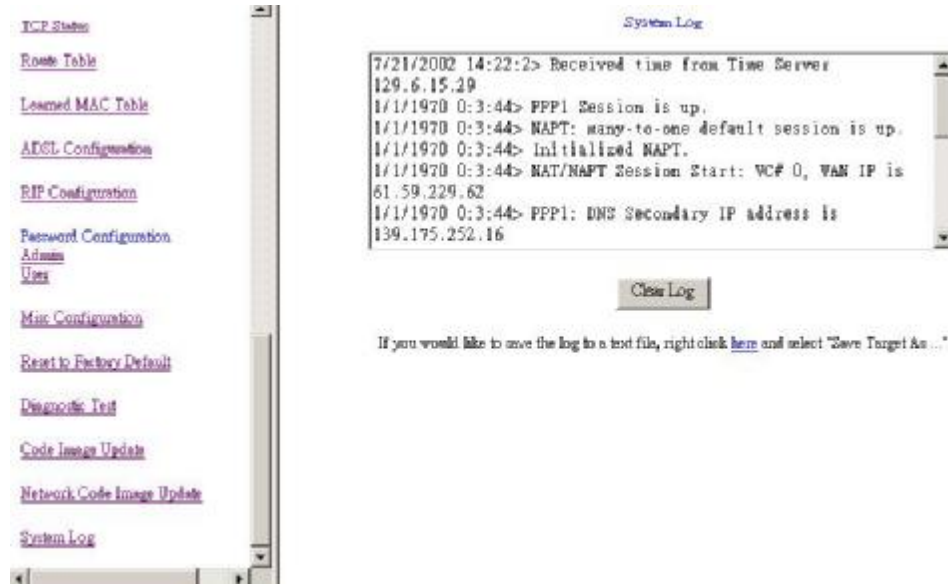 TCP Status
Route Table
Learned MAC Table
ADSL Configuration
RIP Configuration
Password Configuration
Admin
User
Misc Configuration
Reset to Factory Default
Diagnostic Test
Code Image Update
Network Code Image Update
System Log
System Log
7/21/2002 14:22:2> Received time from Time Server
129.6.15.29
1/1/1970 0:3:44> PPP1 Session is up.
1/1/1970 0:3:44> NAPT: many-to-one default session is up.
1/1/1970 0:3:44> Initialized NAPT.
1/1/1970 0:3:44> NAT/NAPT Session Start: VC# 0, WAN IP is
61.59.229.62
1/1/1970 0:3:44> PPP1: DNS Secondary IP address is
139.175.252.16
Clear Log
If you would like to save the log to a text file, right click here and select "Save Target As ..."